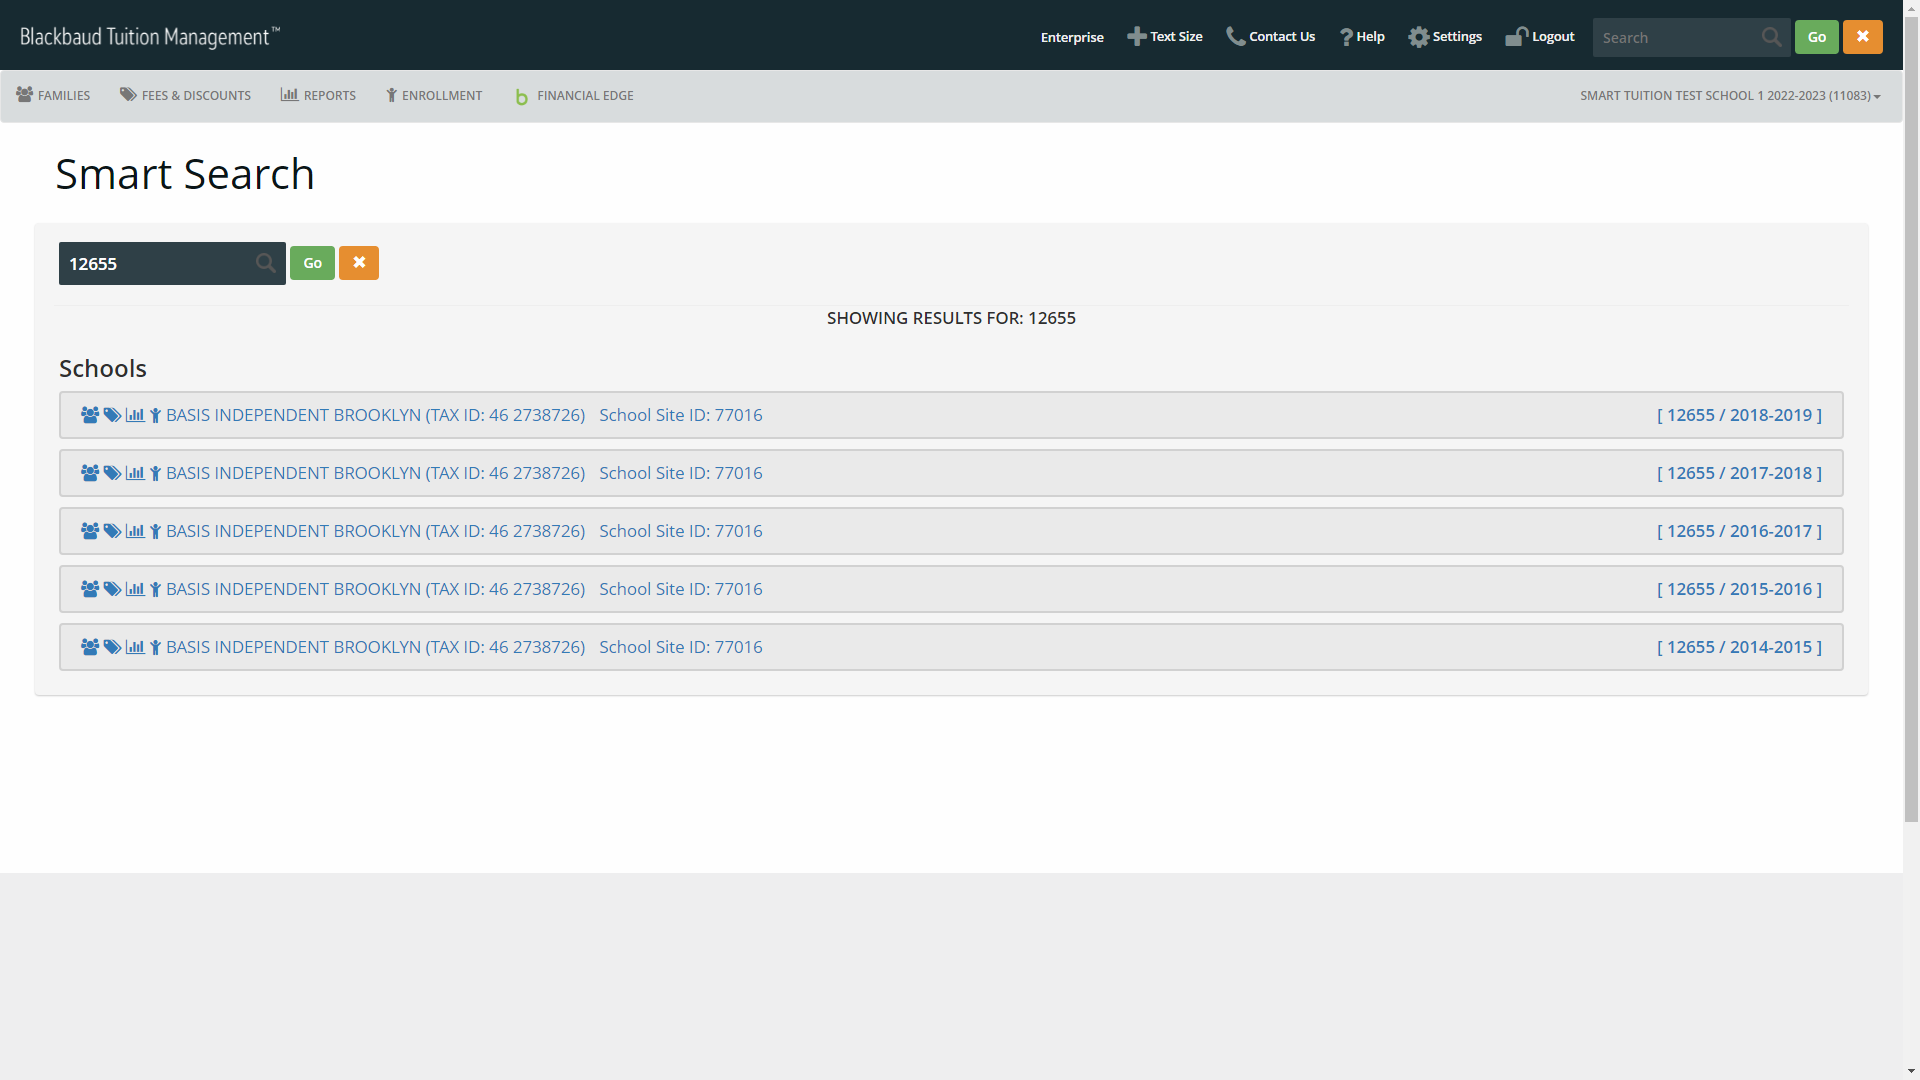 Blackbaud Tuition Management™
Enterprise Text Size Contact Us Help Settings Logout Search Go
FAMILIES FEES & DISCOUNTS REPORTS ENROLLMENT FINANCIAL EDGE SMART TUITION TEST SCHOOL 1 2022-2023 (11083)
Smart Search
12655 Go
SHOWING RESULTS FOR: 12655
Schools
BASIS INDEPENDENT BROOKLYN (TAX ID: 46 2738726) School Site ID: 77016 [ 12655 / 2018-2019 ]
BASIS INDEPENDENT BROOKLYN (TAX ID: 46 2738726) School Site ID: 77016 [ 12655 / 2017-2018 ]
BASIS INDEPENDENT BROOKLYN (TAX ID: 46 2738726) School Site ID: 77016 [ 12655 / 2016-2017 ]
BASIS INDEPENDENT BROOKLYN (TAX ID: 46 2738726) School Site ID: 77016 [ 12655 / 2015-2016 ]
BASIS INDEPENDENT BROOKLYN (TAX ID: 46 2738726) School Site ID: 77016 [ 12655 / 2014-2015 ]